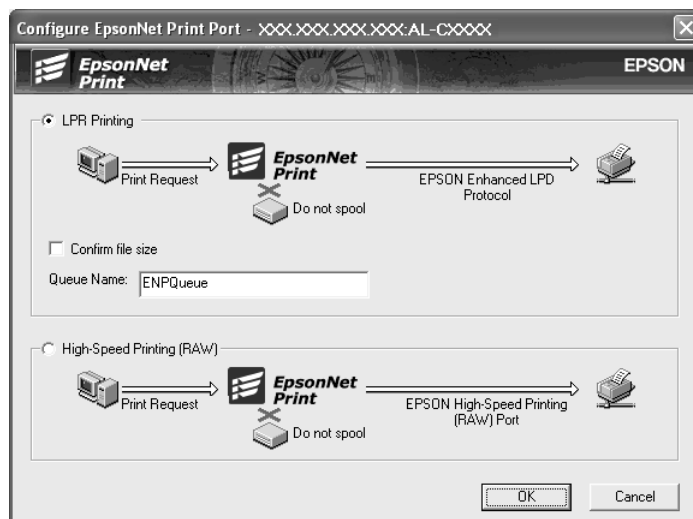 Configure EpsonNet Print Port - XXX.XXX.XXX.XXX:AL-CXXXX
EpsonNet
Print
EPSON
LPR Printing
Print Request
EpsonNet
Print
EPSON Enhanced LPD
Protocol
Do not spool
Confirm file size
Queue Name:
ENPQueue
High-Speed Printing (RAW)
Print Request
EpsonNet
Print
EPSON High-Speed Printing
(RAW) Port
Do not spool
OK
Cancel